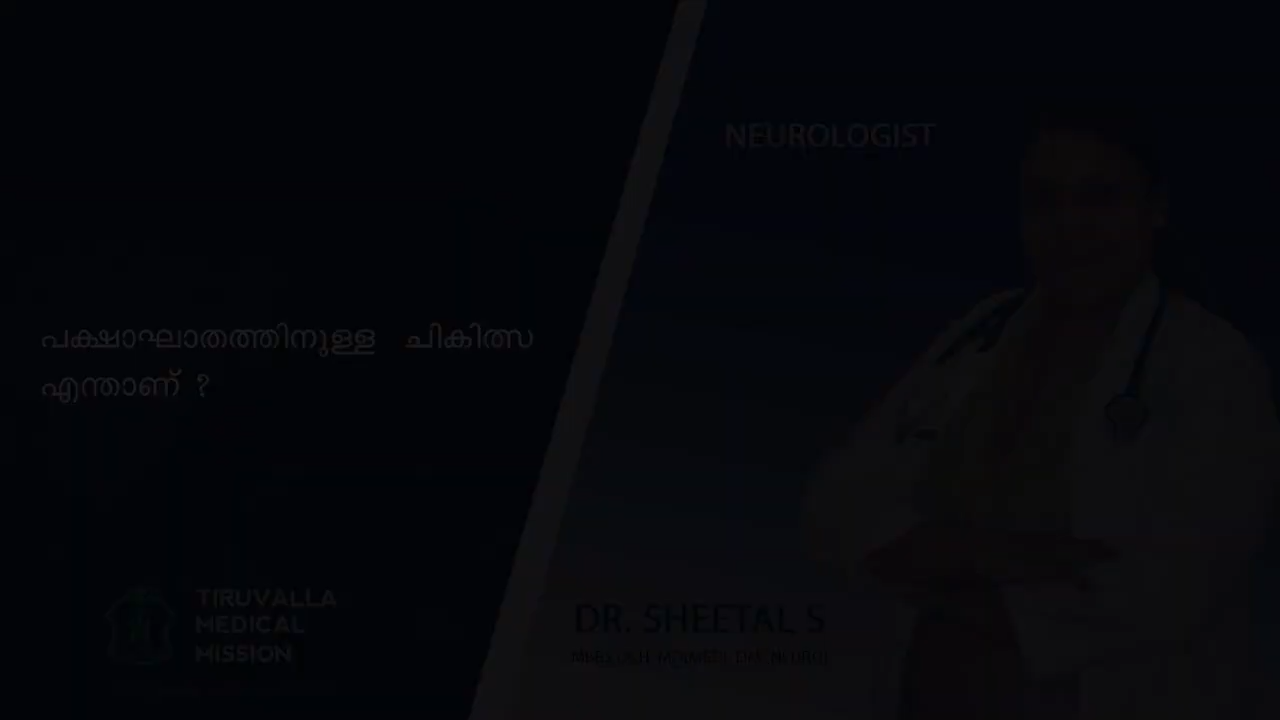 NEUROLOGIST
പക്ഷാഘാതത്തിനുള്ള ചികിത്സ
എന്താണ് ?
TIRUVALLA
MEDICAL
MISSION
DR. SHEETAL S